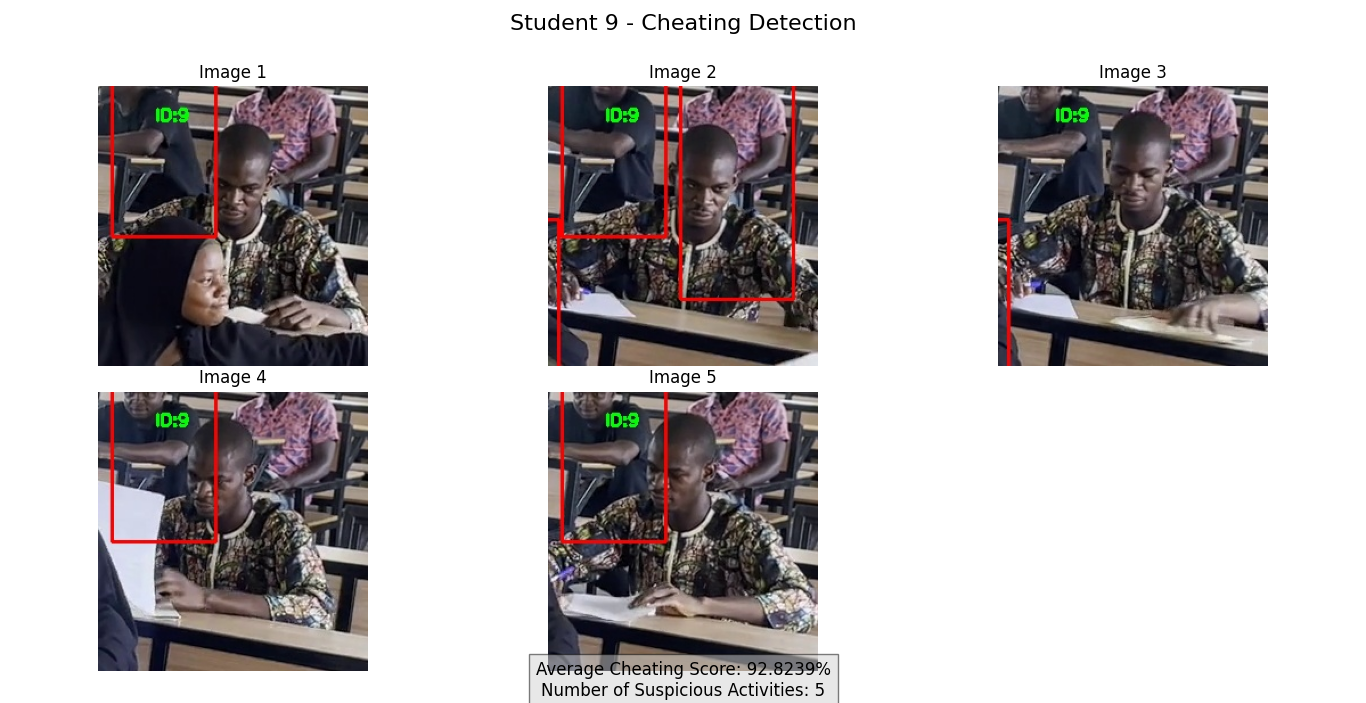 Student 9 - Cheating Detection
Image 1
Image 2
Image 3
ID:9
ID:9
ID:9
Image 4
Image 5
ID:9
ID:9
Average Cheating Score: 92.8239%
Number of Suspicious Activities: 5